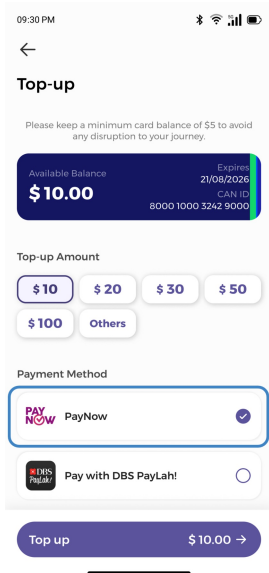 09:30 PM
5G
Top-up
Please keep a minimum card balance of $5 to avoid
any disruption to your journey.
Available Balance
$10.00
Expires
21/08/2026
CAN ID
8000 1000 3242 9000
Top-up Amount
$10 $20 $30 $50
$100 Others
Payment Method
PAY
NOW
PayNow
DBS
PayLah!
Pay with DBS PayLah!
Top up $10.00 →